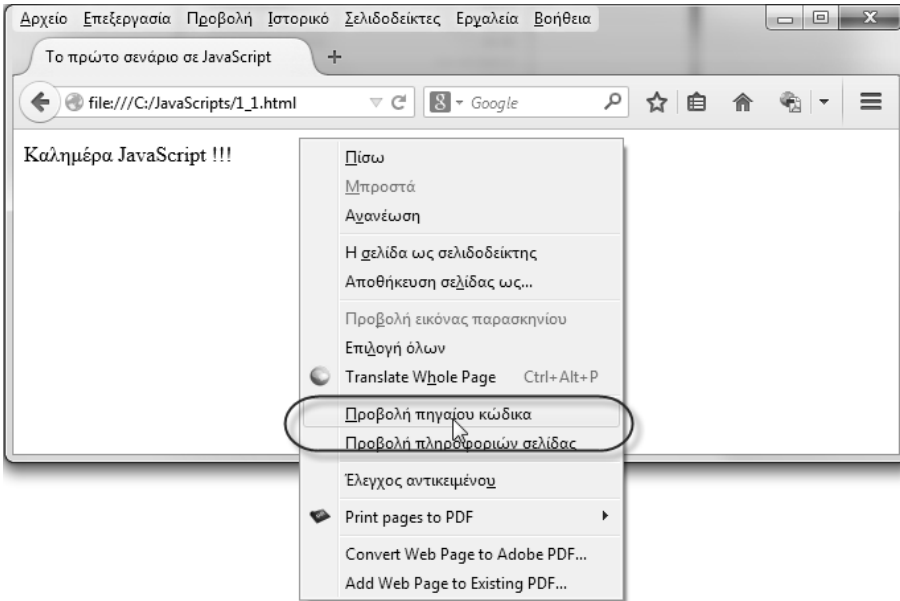 Αρχείο Επεξεργασία Προβολή Ιστορικό Σελιδοδείκτες Εργαλεία Βοήθεια
Το πρώτο σενάριο σε JavaScript
file:///C:/JavaScripts/1_1.html
8 Google
Καλημέρα JavaScript !!!
Πίσω
Μπροστά
Ανανέωση
Η σελίδα ως σελιδοδείκτης
Αποθήκευση σελίδας ως...
Προβολή εικόνας παρασκηνίου
Επιλογή όλων
Translate Whole Page Ctrl+Alt+P
Προβολή πηγαίου κώδικα
Προβολή πληροφοριών σελίδας
Έλεγχος αντικειμένου
Print pages to PDF
Convert Web Page to Adobe PDF...
Add Web Page to Existing PDF...